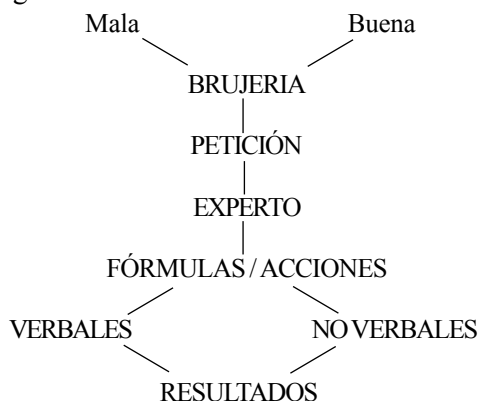 g
Mala Buena
BRUJERIA
PETICIÓN
EXPERTO
FÓRMULAS / ACCIONES
VERBALES NO VERBALES
RESULTADOS